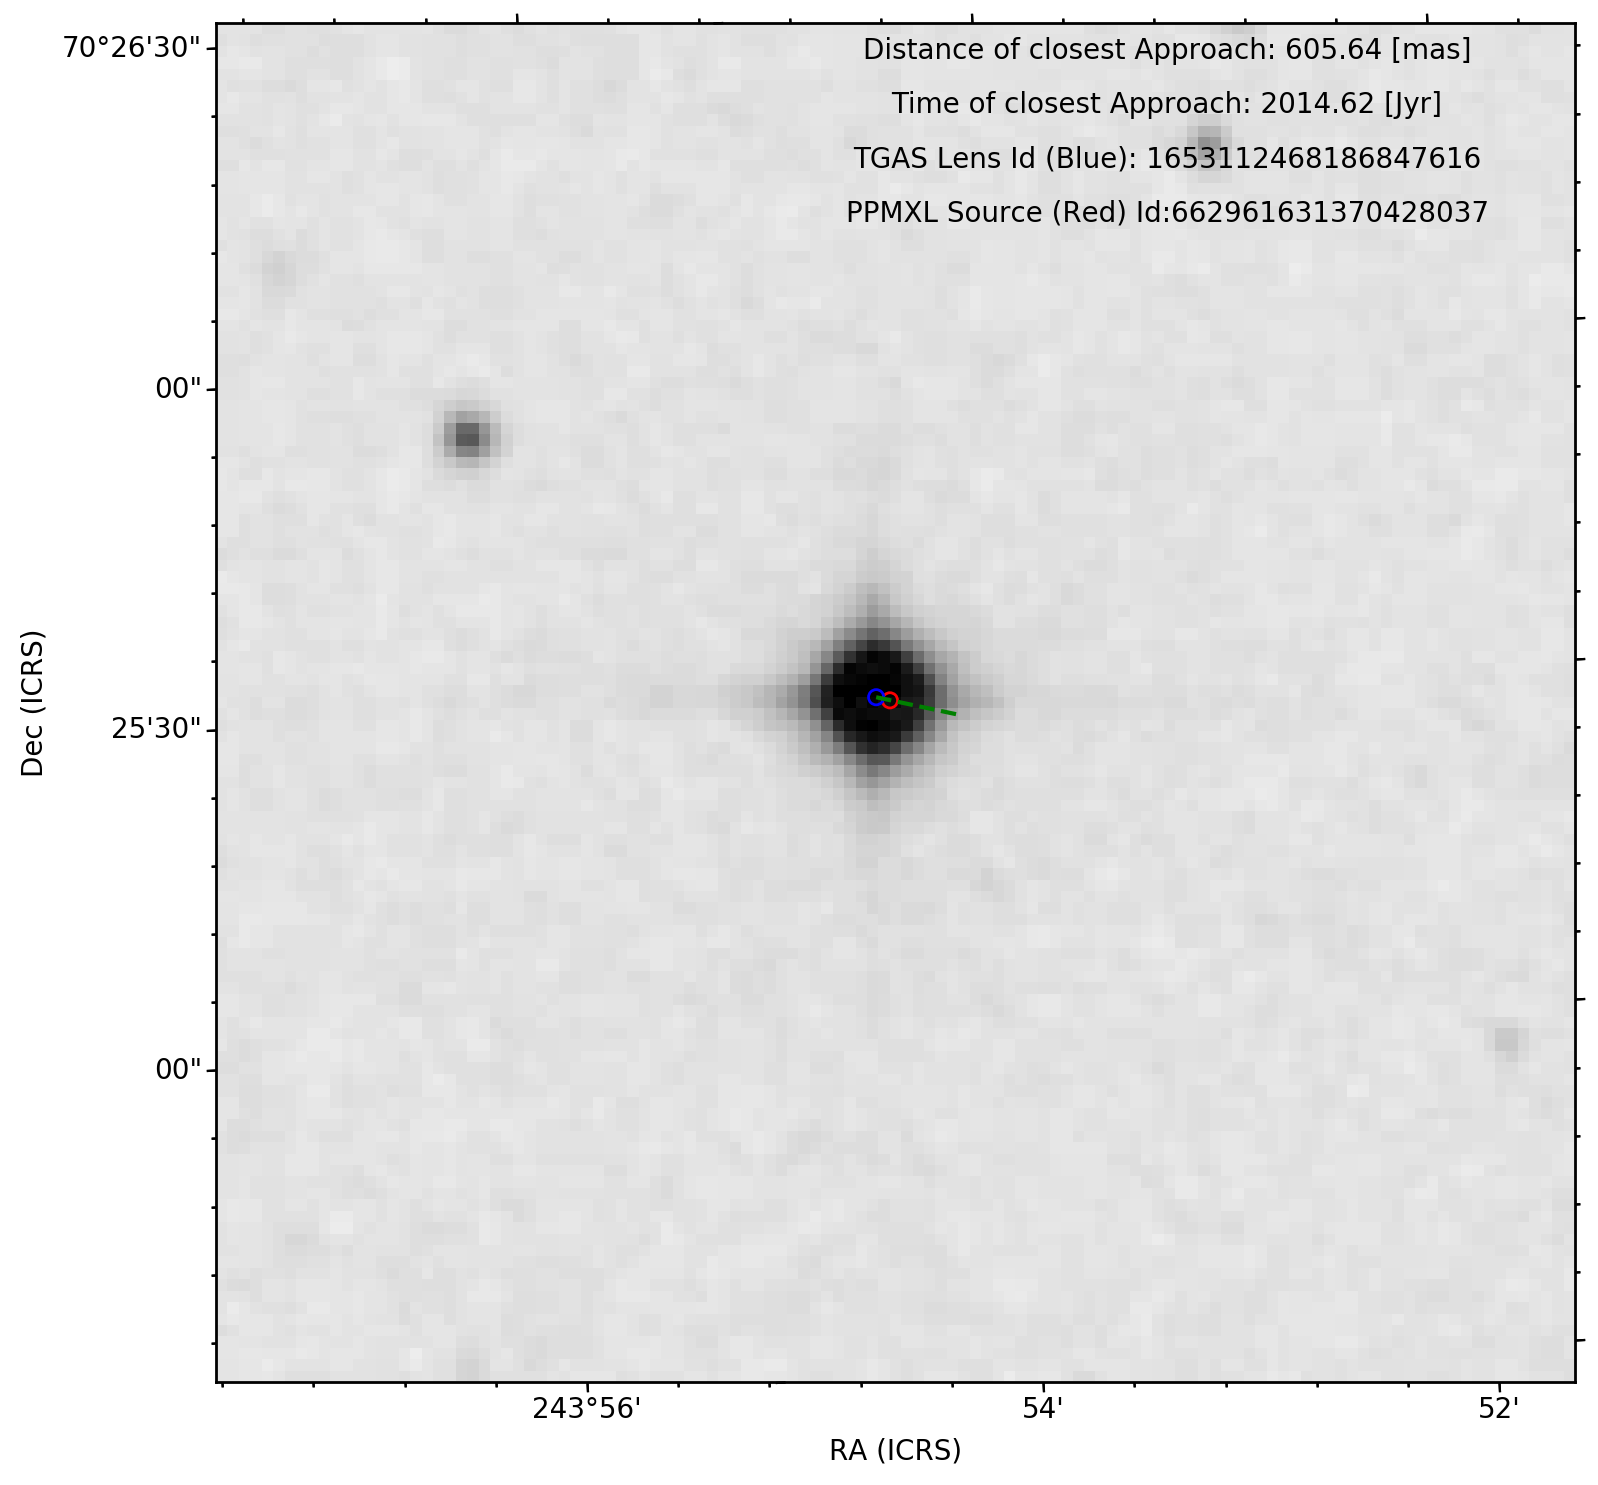 Distance of closest Approach: 605.64 [mas]
Time of closest Approach: 2014.62 [Jyr]
TGAS Lens Id (Blue): 1653112468186847616
PPMXL Source (Red) Id:662961631370428037
70°26'30"
00"
25'30"
00"
Dec (ICRS)
243°56'
54'
52'
RA (ICRS)